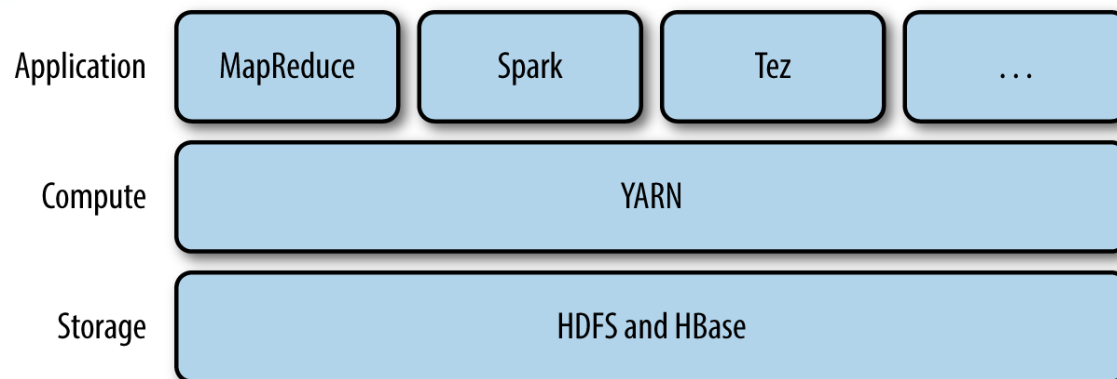 Application MapReduce Spark Tez ...
Compute YARN
Storage HDFS and HBase